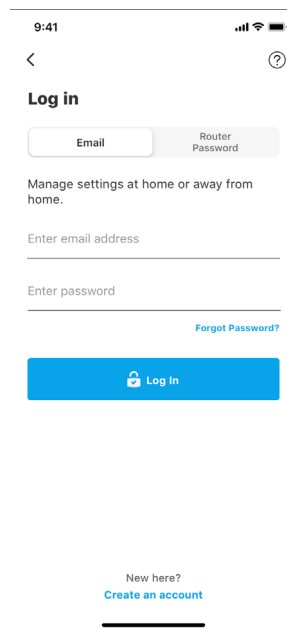 9:41
Log in
Email
Router
Password
Manage settings at home or away from
home.
Enter email address
Enter password
Forgot Password?
Log In
New here?
Create an account